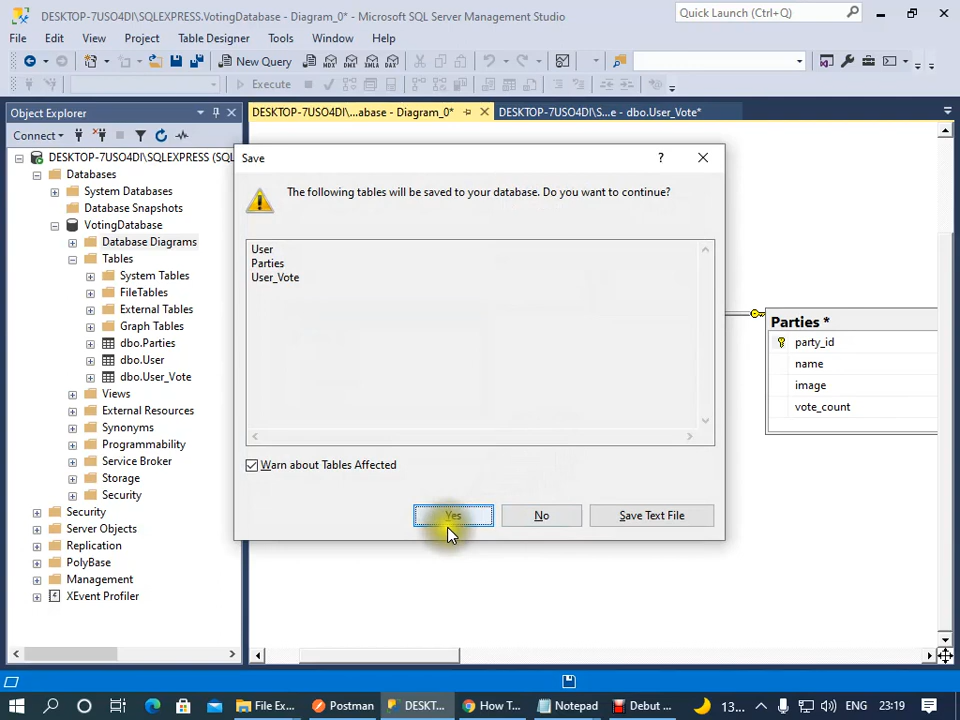 DESKTOP-7USO4DI\SQLEXPRESS.VotingDatabase - Diagram_0* - Microsoft SQL Server Management Studio
Quick Launch (Ctrl+Q)
File Edit View Project Table Designer Tools Window Help
New Query
Execute
Object Explorer
DESKTOP-7USO4DI\...abase - Diagram_0*
DESKTOP-7USO4DI\S...e - dbo.User_Vote*
Connect
DESKTOP-7USO4DI\SQLEXPRESS (SQL
Databases
System Databases
Database Snapshots
VotingDatabase
Database Diagrams
Tables
System Tables
FileTables
External Tables
Graph Tables
dbo.Parties
dbo.User
dbo.User_Vote
Views
External Resources
Synonyms
Programmability
Service Broker
Storage
Security
Security
Server Objects
Replication
PolyBase
Management
XEvent Profiler
Save
?
The following tables will be saved to your database. Do you want to continue?
User
Parties
User_Vote
Warn about Tables Affected
Yes
No
Save Text File
Parties *
party_id
name
image
vote_count
File Ex...
Postman
DESKT...
How T...
Notepad
Debut ...
13...
ENG
23:19